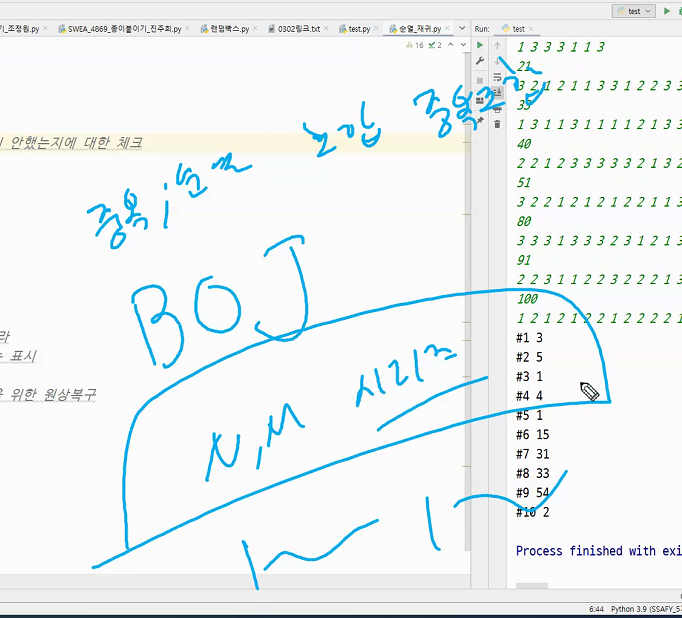 test
기_조정원.py
SWEA_4869_종이붙이기_진주희.py
랜덤박스.py
0302링크.txt
test.py
순열_재귀.py
Run:
test
16 2
안했는지에 대한 체크
라
는 표시
위한 원상복구
1 3 3 3 1 1 3
21
3 2 1 2 1 1 3 3 1 2 2 3 3
33
1 3 1 1 3 1 1 1 1 1 2 1 3 3
40
2 2 1 2 3 3 3 3 3 2 1 3 2
51
3 2 2 1 2 1 2 1 2 2 1 1 3
80
3 3 3 1 3 3 3 2 3 1 2 1 3
91
2 2 3 1 1 2 2 3 2 2 2 1 3
100
1 2 1 2 1 2 2 1 2 2 2 2 1
#1 3
#2 5
#3 1
#4 4
#5 1
#6 15
#7 31
#8 33
#9 54
#10 2
Process finished with exi
중복 순열
조합
중복조합
BOJ
N,M 시리즈
6:44 Python 3.9 (SSAFY_5